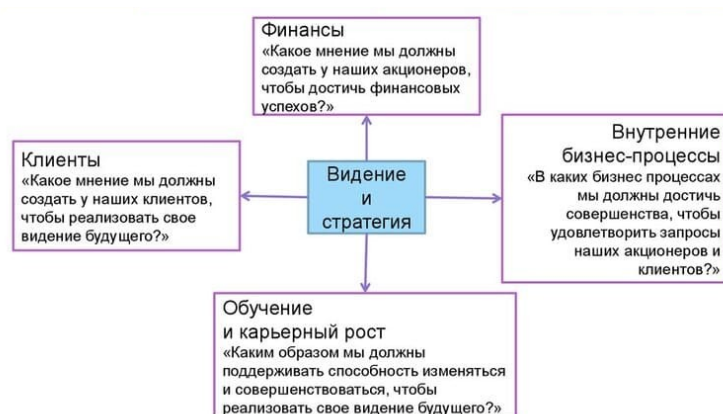 Финансы
«Какое мнение мы должны
создать у наших акционеров,
чтобы достичь финансовых
успехов?»
Клиенты
«Какое мнение мы должны
создать у наших клиентов,
чтобы реализовать свое
видение будущего?»
Видение
и
стратегия
Внутренние
бизнес-процессы
«В каких бизнес процессах
мы должны достичь
совершенства, чтобы
удовлетворить запросы
наших акционеров и
клиентов?»
Обучение
и карьерный рост
«Каким образом мы должны
поддерживать способность изменяться
и совершенствоваться, чтобы
реализовать свое видение будущего?»